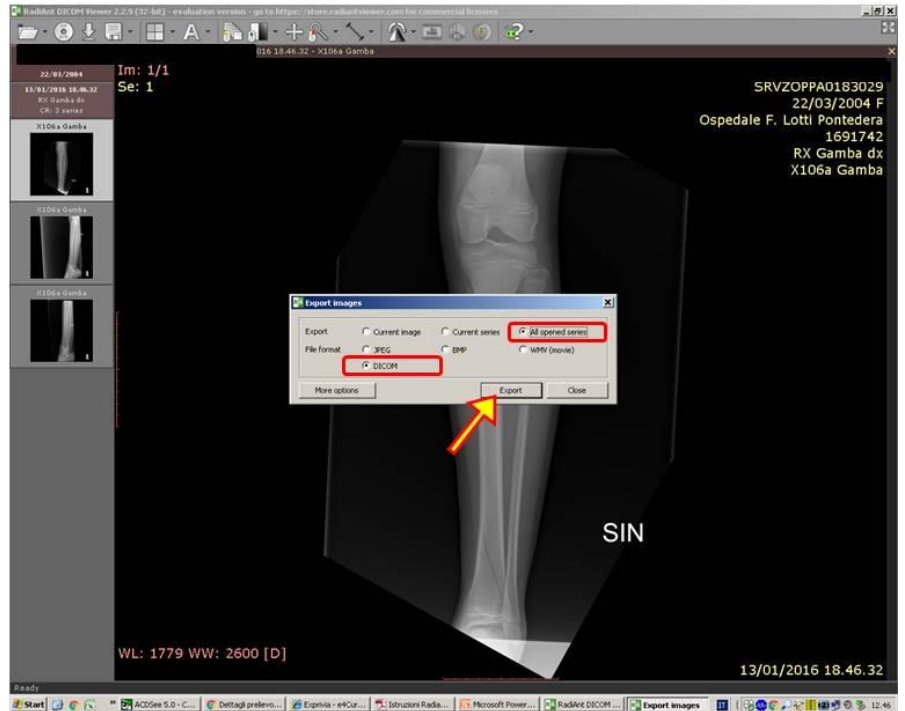 RadiAnt DICOM Viewer 2.2.9 (32-bit) - evaluation version - go to https://store.radiantviewer.com for commercial licenses
016 18.46.32 - X106a Gamba
22/03/2004
13/01/2016 18.46.32
RX Gamba dx
CR: 3 series
X106a Gamba
1
X106a Gamba
1
X106a Gamba
1
Im: 1/1
Se: 1
SRVZOPPA0183029
22/03/2004 F
Ospedale F. Lotti Pontedera
1691742
RX Gamba dx
X106a Gamba
Export images
Export Current image Current series All opened series
File format JPEG BMP WMV (movie)
DICOM
More options Export Close
SIN
WL: 1779 WW: 2600 [D]
13/01/2016 18.46.32
Ready
Start » ACDSee 5.0 - C... Dettagli prelievo... Exprivia - e4Cur... Istruzioni Radia... Microsoft Power... RadiAnt DICOM ... Export images IT 12.46